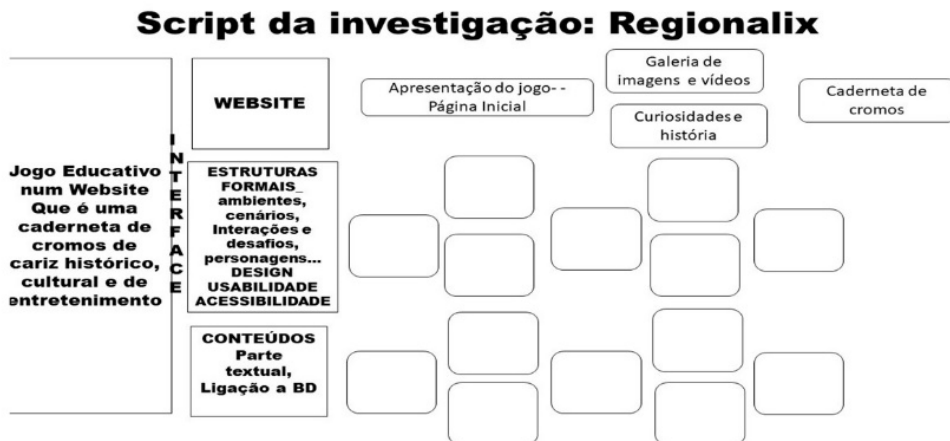 Script da investigação: Regionalix
Jogo Educativo
num Website
Que é uma
caderneta de
cromos de
cariz histórico,
cultural e de
entretenimento
INTERFACE
WEBSITE
Apresentação do jogo--
Página Inicial
Galeria de
imagens e vídeos
Curiosidades e
história
Caderneta de
cromos
ESTRUTURAS
FORMAIS_
ambientes,
cenários,
Interações e
desafios,
personagens...
DESIGN
USABILIDADE
ACESSIBILIDADE
CONTEÚDOS
Parte
textual,
Ligação a BD